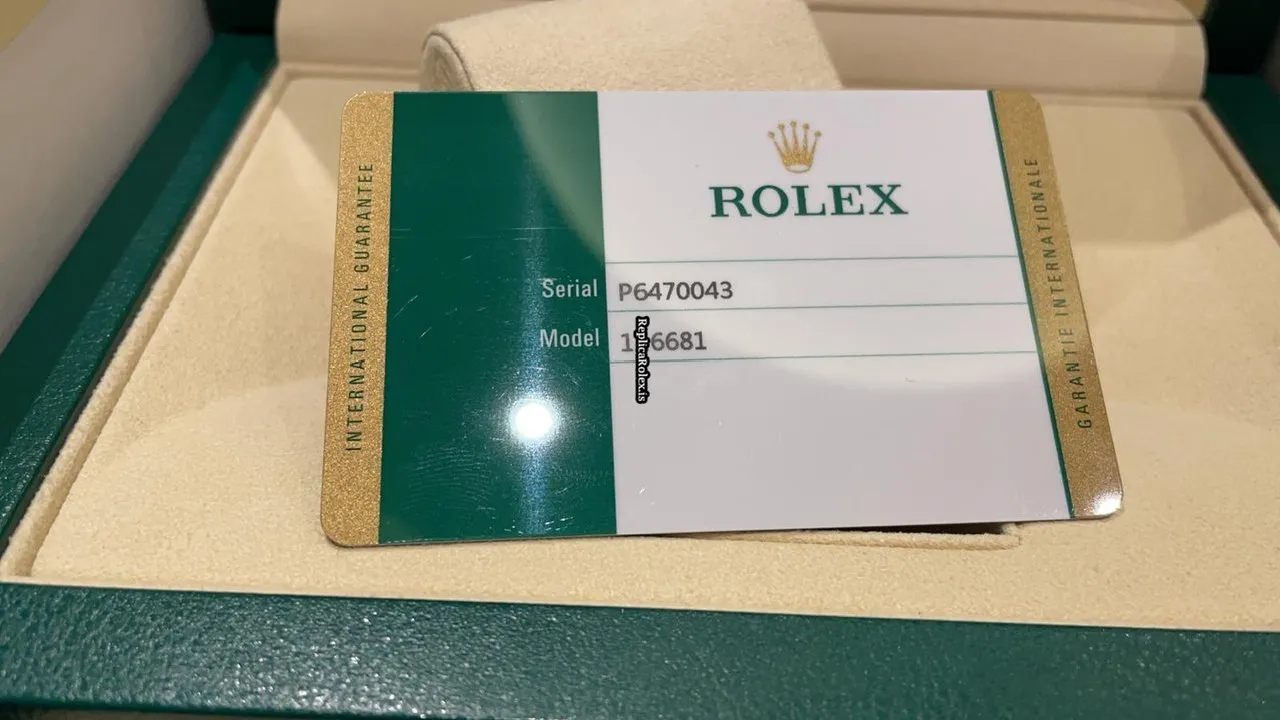 INTERNATIONAL GUARANTEE
ROLEX
Serial P6470043
Model
ReplicaRolex.is
GARANTIE INTERNATIONALE